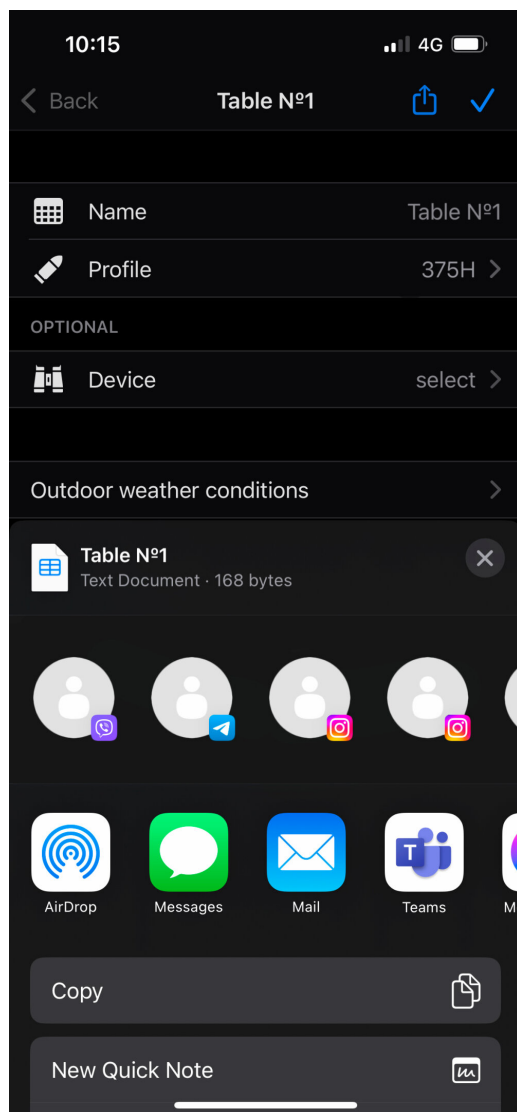 10:15
4G
Back
Table Nº1
Name
Table Nº1
Profile
375H
OPTIONAL
Device
select
Outdoor weather conditions
Table Nº1
Text Document · 168 bytes
AirDrop
Messages
Mail
Teams
M
Copy
New Quick Note